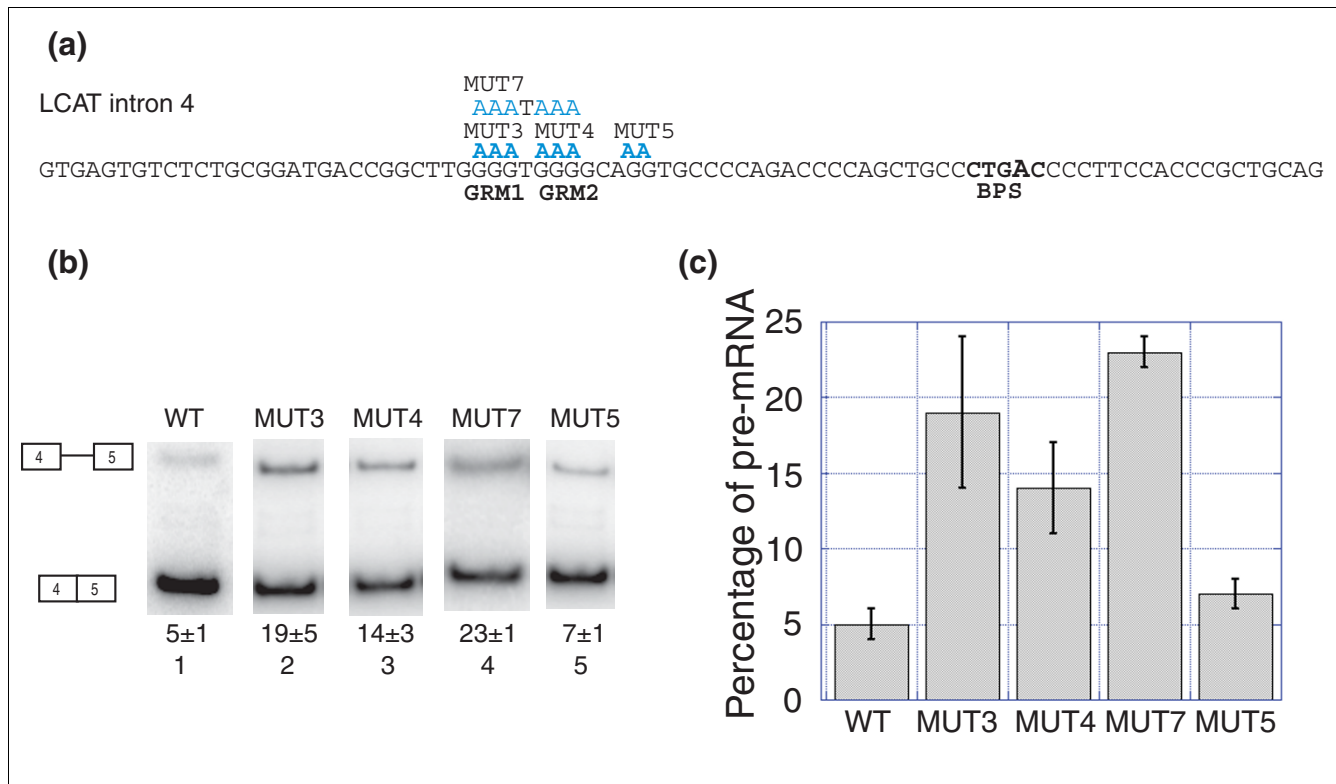 (a)
LCAT intron 4
MUT7
AAATAAA
MUT3 MUT4 MUT5
AAA AAA AA
GTGAGTGTCTCTGCGGATGACCGGCTTGGGGTGGGGCAGGTGCCCCAGACCCCAGCTGCCCTGACCCCTTCCACCCGCTGCAG
GRM1 GRM2 BPS
(b)
WT MUT3 MUT4 MUT7 MUT5
4 5
4 5
5±1 19±5 14±3 23±1 7±1
1 2 3 4 5
(c)
Percentage of pre-mRNA
25
20
15
10
5
0
WT MUT3 MUT4 MUT7 MUT5